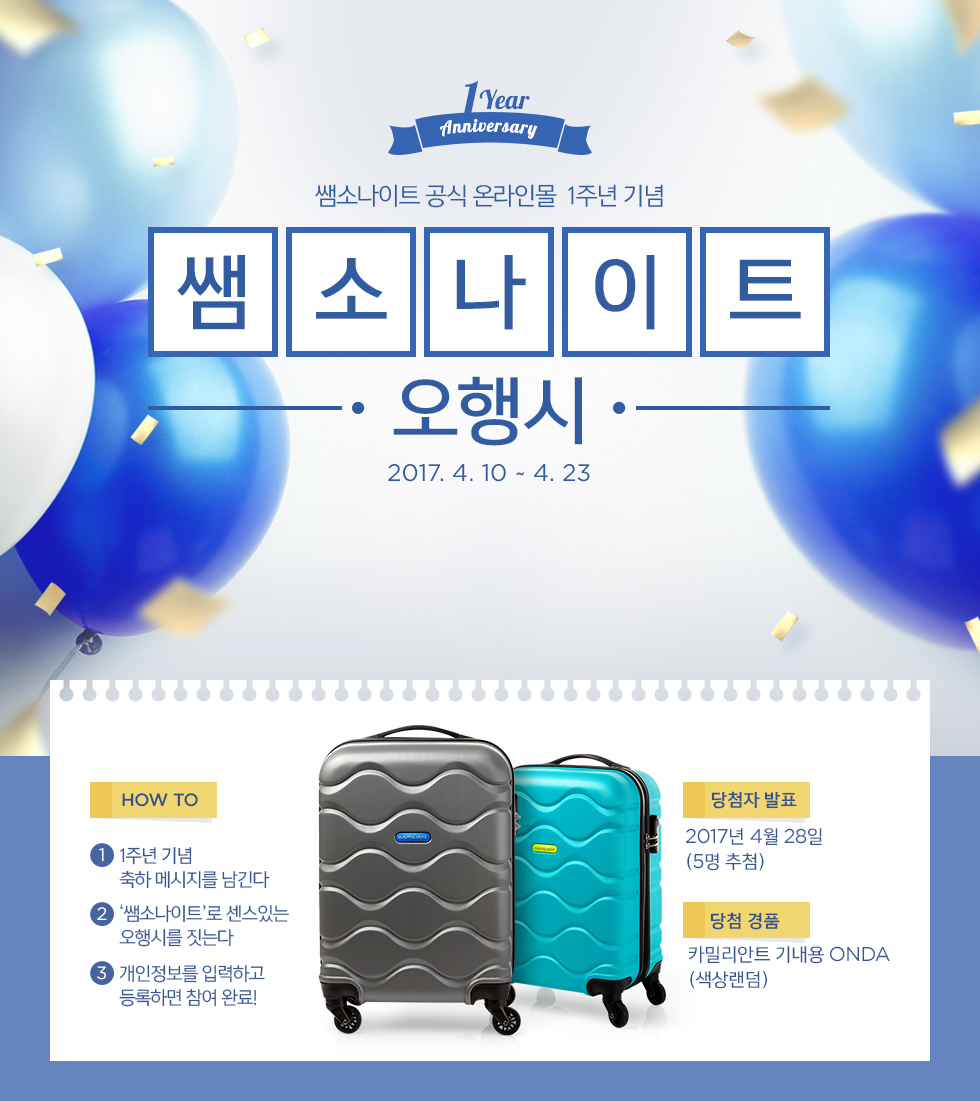 1 Year
Anniversary
쌤소나이트 공식 온라인몰 1주년 기념
쌤소나이트
오행시
2017. 4. 10 ~ 4. 23
HOW TO
1 1주년 기념
축하 메시지를 남긴다
2 ‘쌤소나이트’로 센스있는
오행시를 짓는다
3 개인정보를 입력하고
등록하면 참여 완료!
당첨자 발표
2017년 4월 28일
(5명 추첨)
당첨 경품
카밀리안트 기내용 ONDA
(색상랜덤)